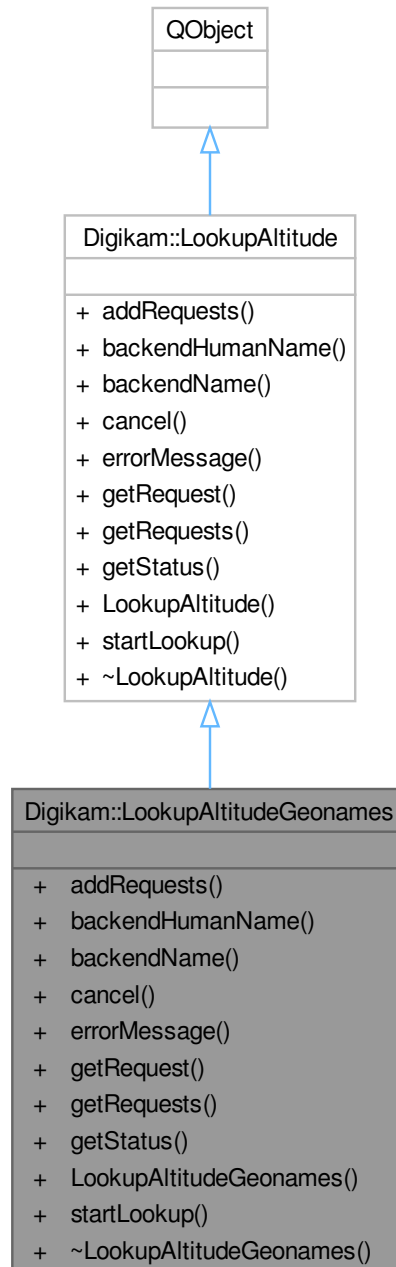 QObject
Digikam::LookupAltitude
+ addRequests()
+ backendHumanName()
+ backendName()
+ cancel()
+ errorMessage()
+ getRequest()
+ getRequests()
+ getStatus()
+ LookupAltitude()
+ startLookup()
+ ~LookupAltitude()
Digikam::LookupAltitudeGeonames
+ addRequests()
+ backendHumanName()
+ backendName()
+ cancel()
+ errorMessage()
+ getRequest()
+ getRequests()
+ getStatus()
+ LookupAltitudeGeonames()
+ startLookup()
+ ~LookupAltitudeGeonames()